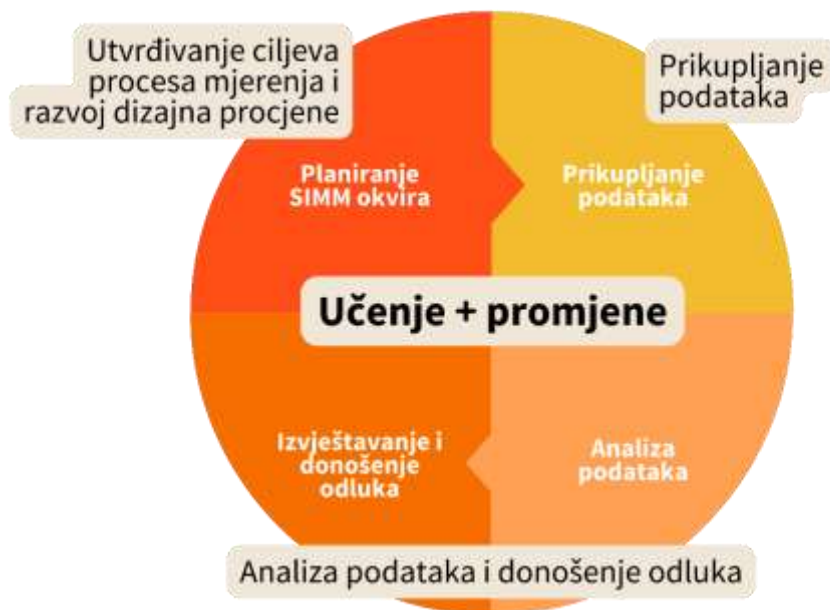 Utvrđivanje ciljeva
procesa mjerenja i
razvoj dizajna procjene
Prikupljanje
podataka
Planiranje
SIMM okvira
Prikupljanje
podataka
Učenje + promjene
Izvještavanje i
donošenje
odluka
Analiza
podataka
Analiza podataka i donošenje odluka